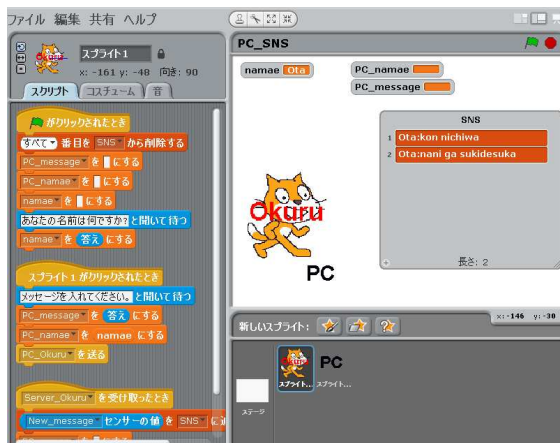 ファイル 編集 共有 ヘルプ
スプライト1
x: -161 y: -48 向き: 90
スクリプト コスチューム 音
がクリックされたとき
すべて 番目を SNS から削除する
PC_message を にする
PC_namae を にする
namae を にする
あなたの名前は何ですか? と聞いて待つ
namae を 答え にする
スプライト1 がクリックされたとき
メッセージを入れてください。 と聞いて待つ
PC_message を 答え にする
PC_namae を namae にする
PC_Okuru を送る
Server_Okuru を受け取ったとき
New_message センサーの値 を SNS に
PC_SNS
namae Ota
PC_namae
PC_message
SNS
1 Ota:kon nichiwa
2 Ota:nani ga sukidesuka
長さ: 2
Okuru
PC
x: -146 y: -30
新しいスプライト:
ステージ
スプライト...
PC
スプライト...